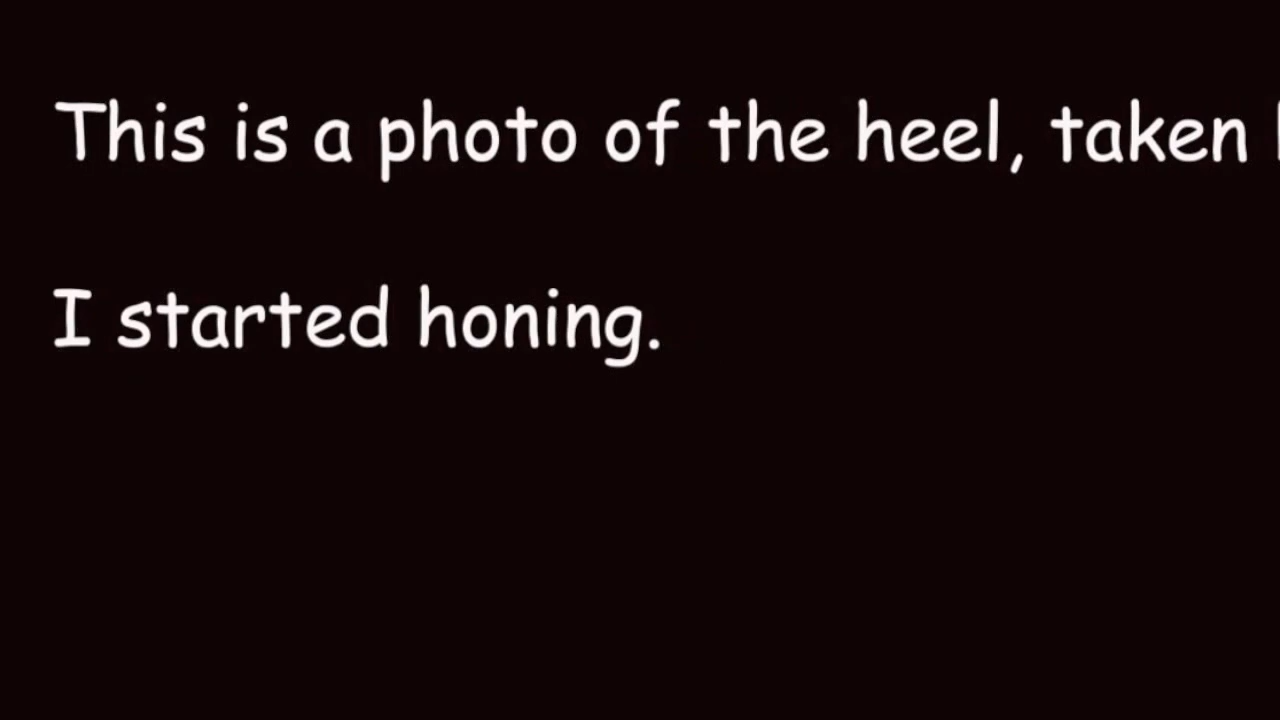 This is a photo of the heel, taken
I started honing.